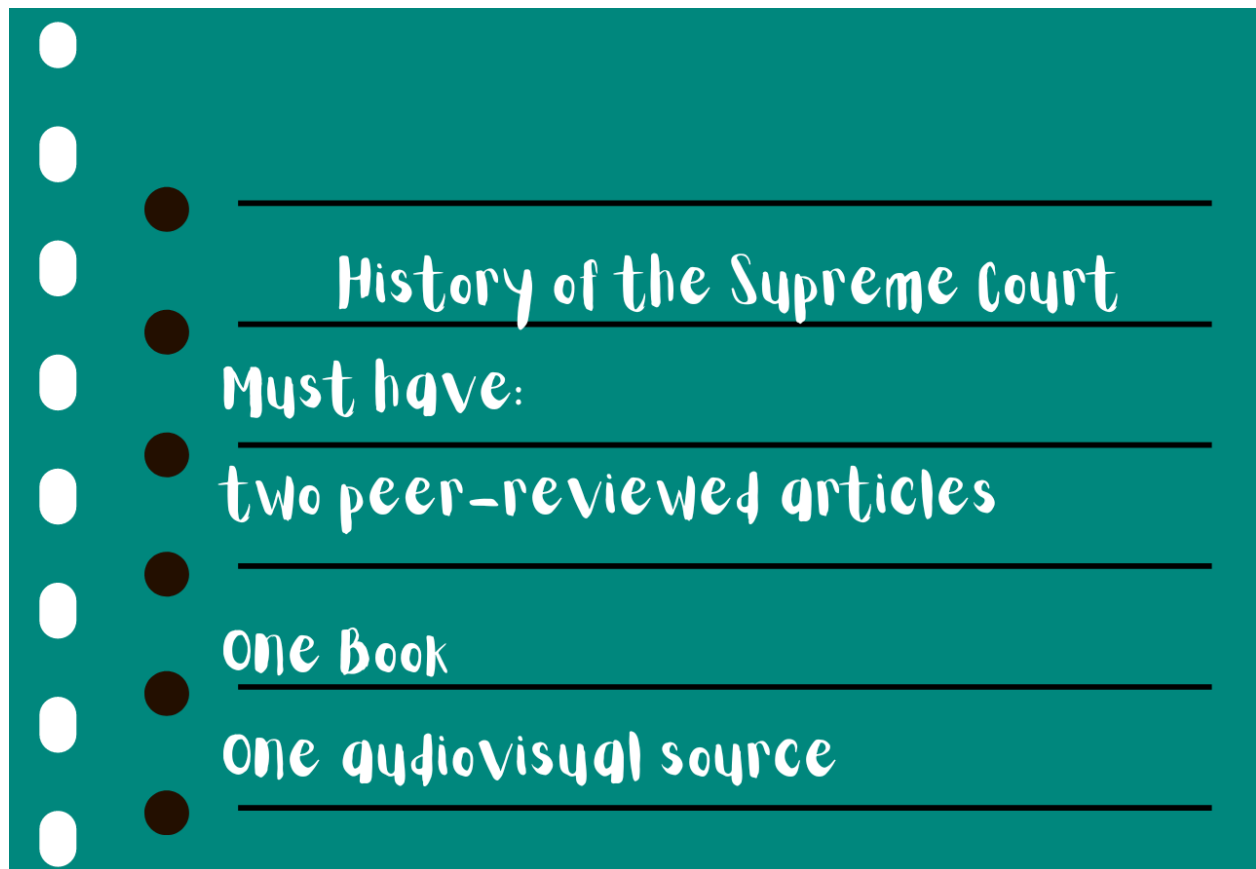 History of the Supreme Court
Must have:
two peer-reviewed articles
One Book
One audiovisual source